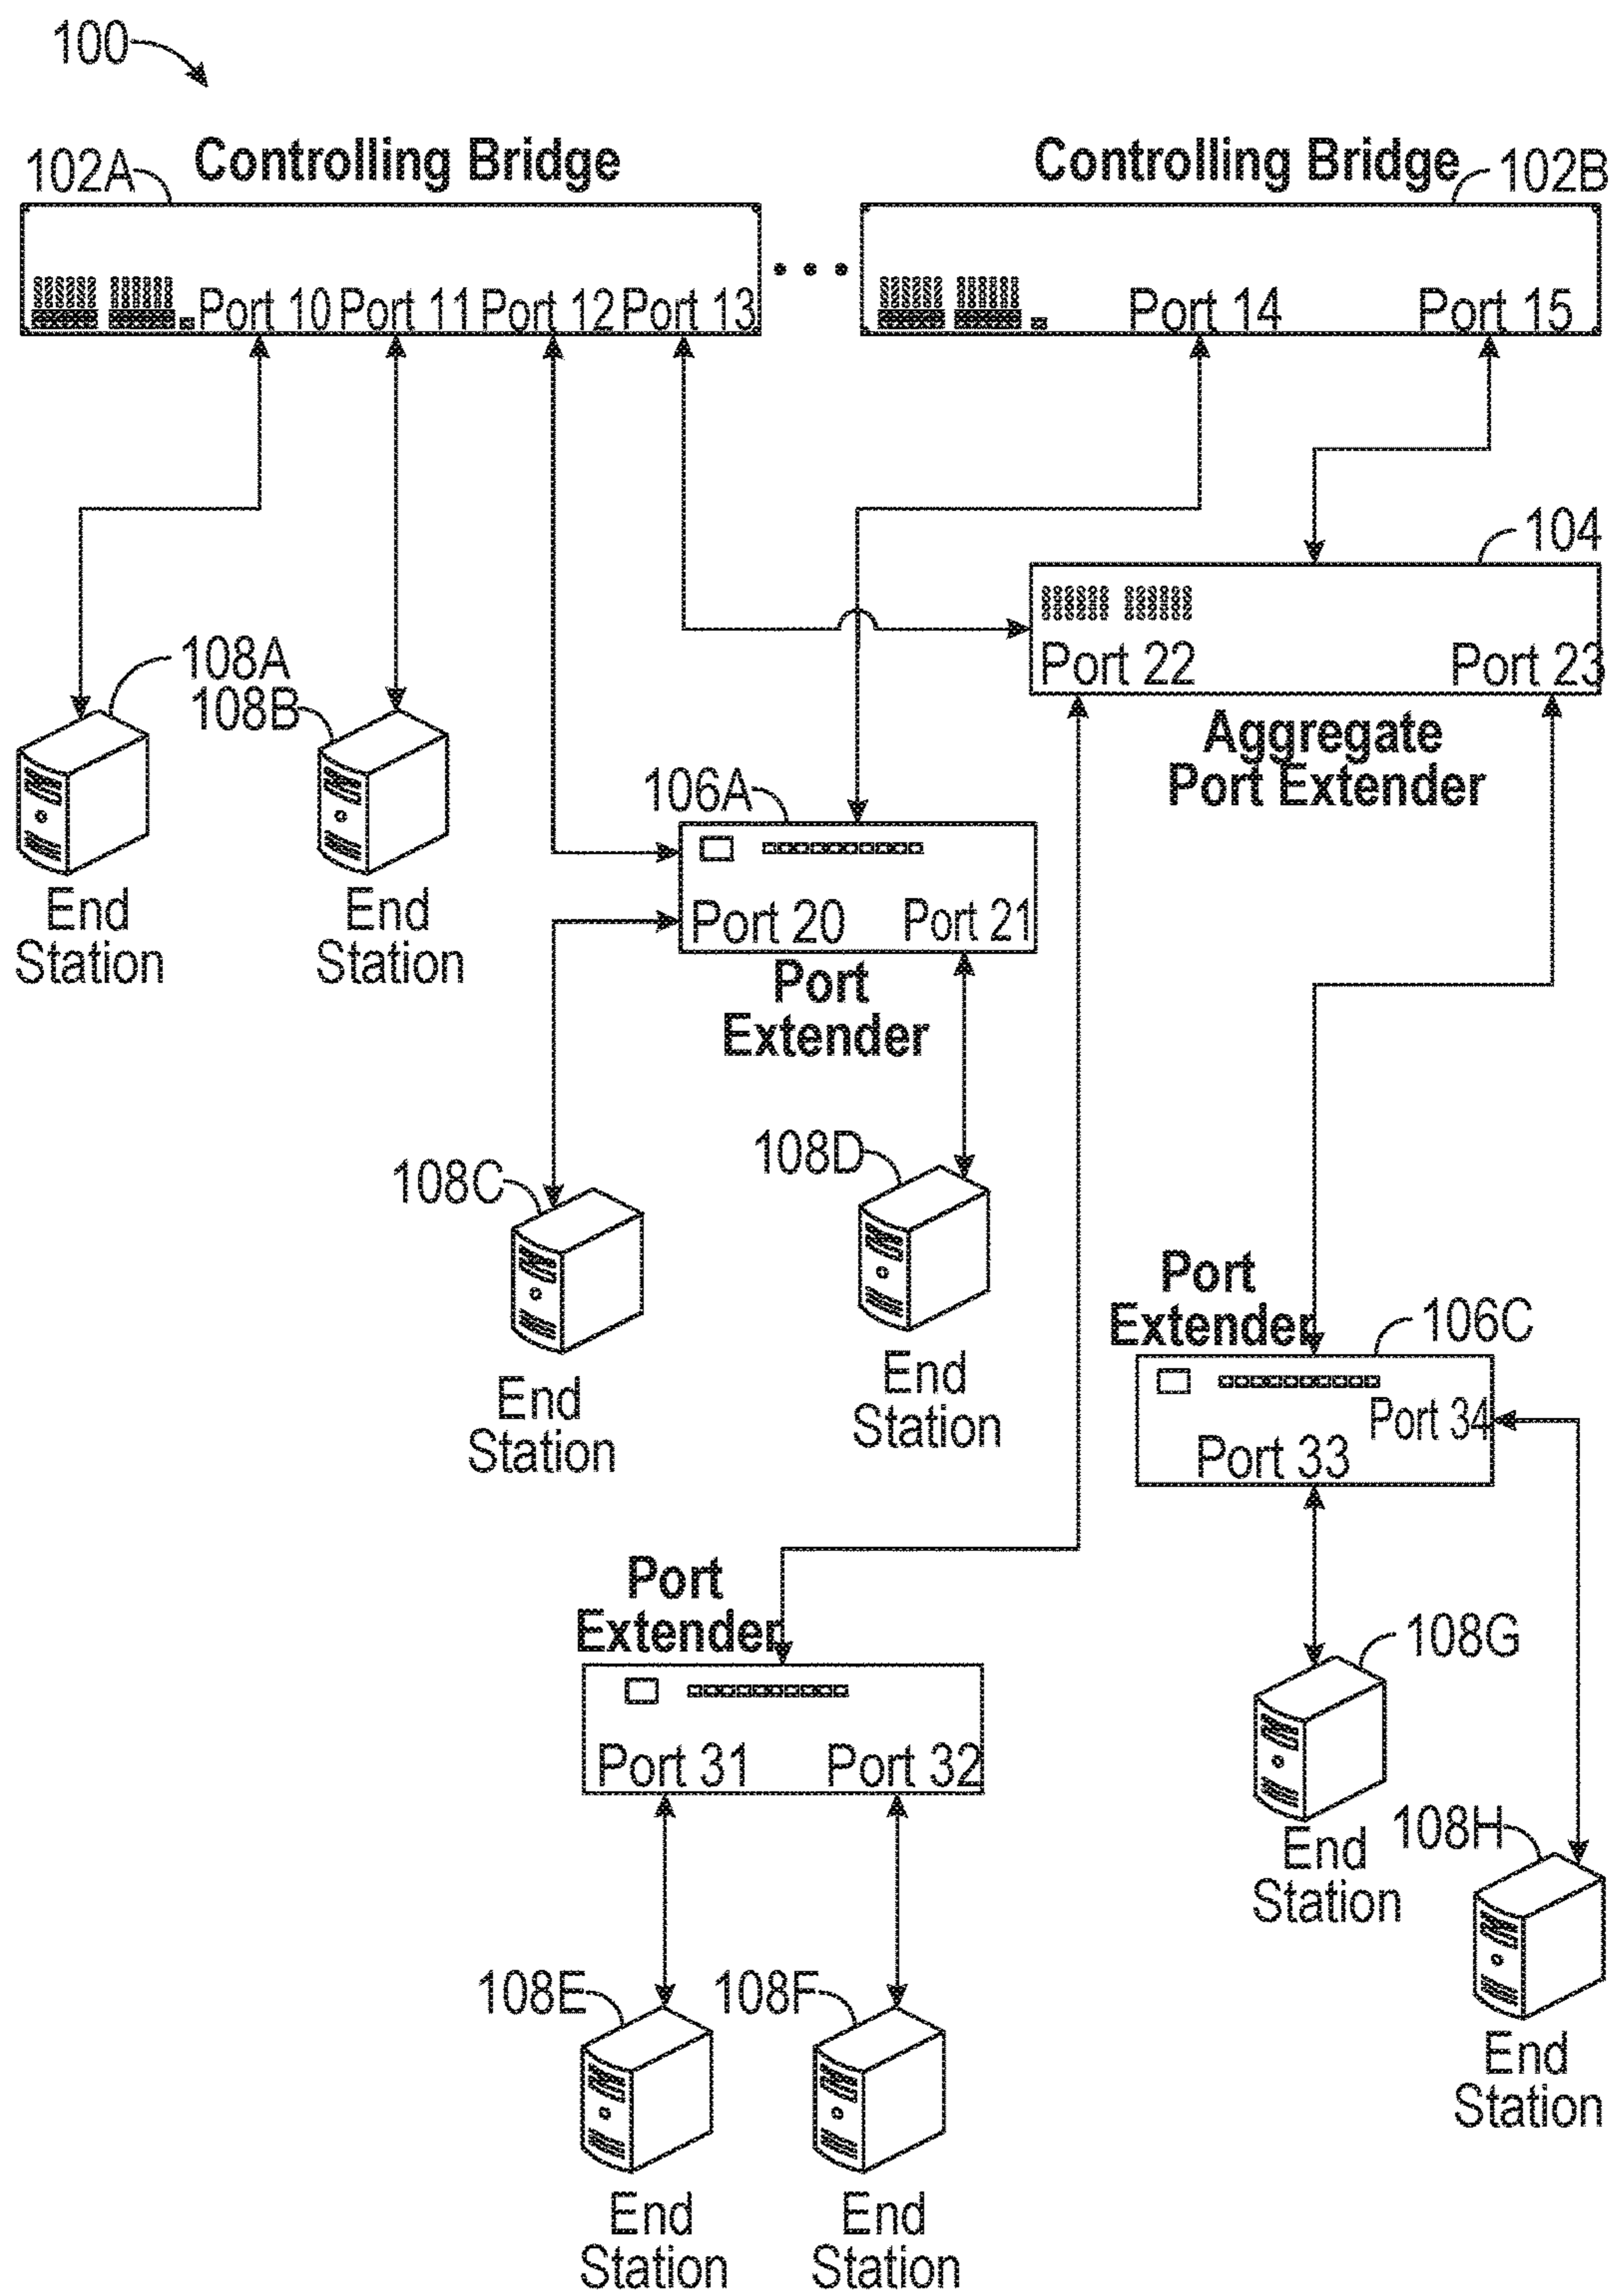 100
Controlling Bridge
Controlling Bridge
102A
102B
Port 10
Port 11
Port 12
Port 13
Port 14
Port 15
104
Port 22
Port 23
Aggregate
Port Extender
108A
108B
End
Station
End
Station
106A
Port 20
Port 21
Port
Extender
108C
End
Station
108D
End
Station
Port
Extender
106C
Port 34
Port 33
Port
Extender
Port 31
Port 32
108G
End
Station
108H
End
Station
108E
End
Station
108F
End
Station